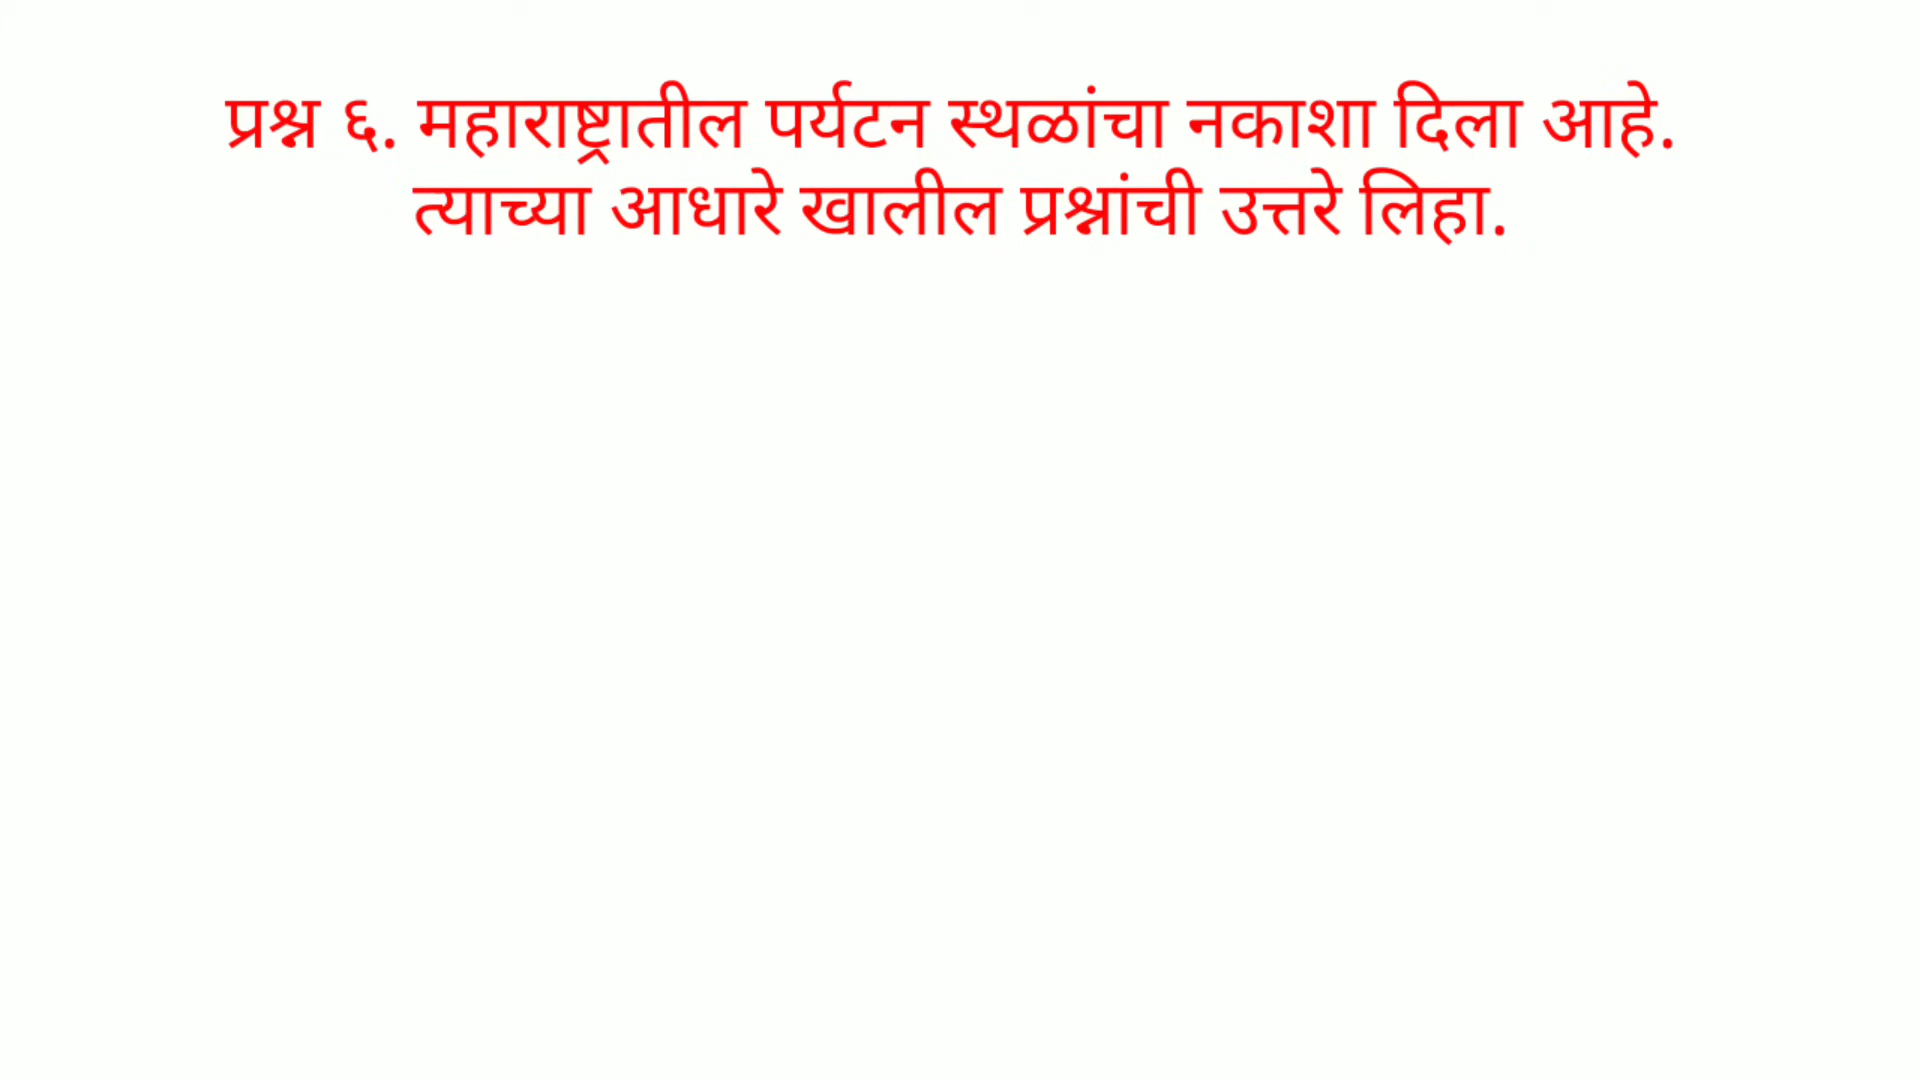 प्रश्न ६. महाराष्ट्रातील पर्यटन स्थळांचा नकाशा दिला आहे.
त्याच्या आधारे खालील प्रश्नांची उत्तरे लिहा.